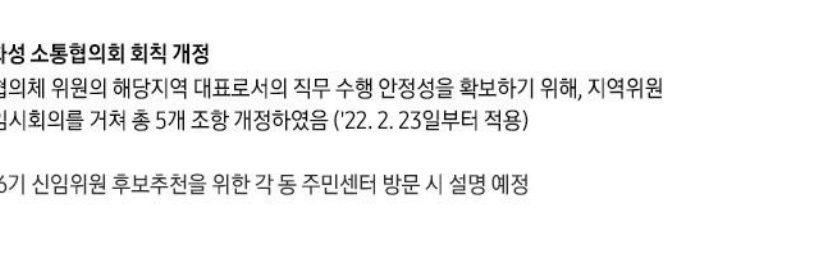 화성 소통협의회 회칙 개정
협의체 위원의 해당지역 대표로서의 직무 수행 안정성을 확보하기 위해, 지역위원
임시회의를 거쳐 총 5개 조항 개정하였음 ('22. 2. 23일부터 적용)
6기 신임위원 후보추천을 위한 각 동 주민센터 방문 시 설명 예정